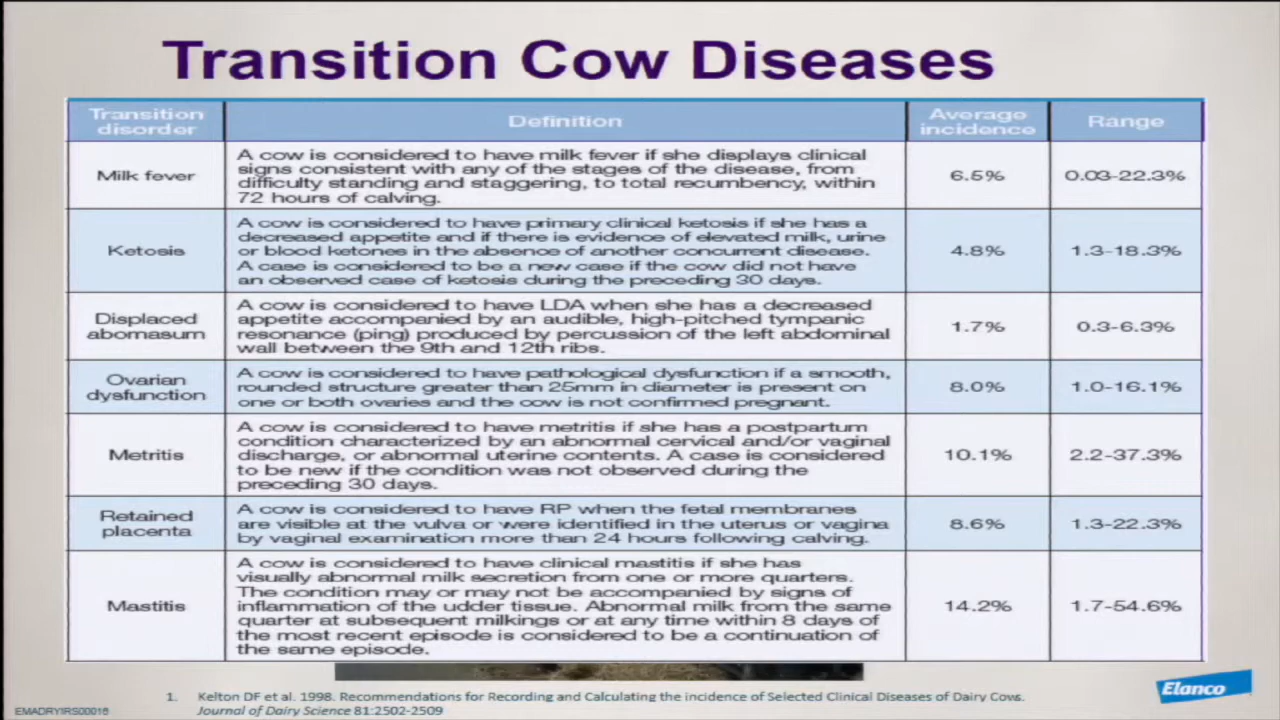 Transition Cow Diseases
Transition
disorder
Definition
Average
incidence
Range
Milk fever
A cow is considered to have milk fever if she displays clinical
signs consistent with any of the stages of the disease, from
difficulty standing and staggering, to total recumbency, within
72 hours of calving.
6.5%
0.03-22.3%
Ketosis
A cow is considered to have primary clinical ketosis if she has a
decreased appetite and if there is evidence of elevated milk, urine
or blood ketones in the absence of another concurrent disease.
A case is considered to be a new case if the cow did not have
an observed case of ketosis during the preceding 30 days.
4.8%
1.3-18.3%
Displaced
abomasum
A cow is considered to have LDA when she has a decreased
appetite accompanied by an audible, high-pitched tympanic
resonance (ping) produced by percussion of the left abdominal
wall between the 9th and 12th ribs.
1.7%
0.3-6.3%
Ovarian
dysfunction
A cow is considered to have pathological dysfunction if a smooth,
rounded structure greater than 25mm in diameter is present on
one or both ovaries and the cow is not confirmed pregnant.
8.0%
1.0-16.1%
Metritis
A cow is considered to have metritis if she has a postpartum
condition characterized by an abnormal cervical and/or vaginal
discharge, or abnormal uterine contents. A case is considered
to be new if the condition was not observed during the
preceding 30 days.
10.1%
2.2-37.3%
Retained
placenta
A cow is considered to have RP when the fetal membranes
are visible at the vulva or were identified in the uterus or vagina
by vaginal examination more than 24 hours following calving.
8.6%
1.3-22.3%
Mastitis
A cow is considered to have clinical mastitis if she has
visually abnormal milk secretion from one or more quarters.
The condition may or may not be accompanied by signs of
inflammation of the udder tissue. Abnormal milk from the same
quarter at subsequent milkings or at any time within 8 days of
the most recent episode is considered to be a continuation of
the same episode.
14.2%
1.7-54.6%
1. Kelton DF et al. 1998. Recommendations for Recording and Calculating the incidence of Selected Clinical Diseases of Dairy Cows.
Journal of Dairy Science 81:2502-2509
EMADRYIRS00016
Elanco